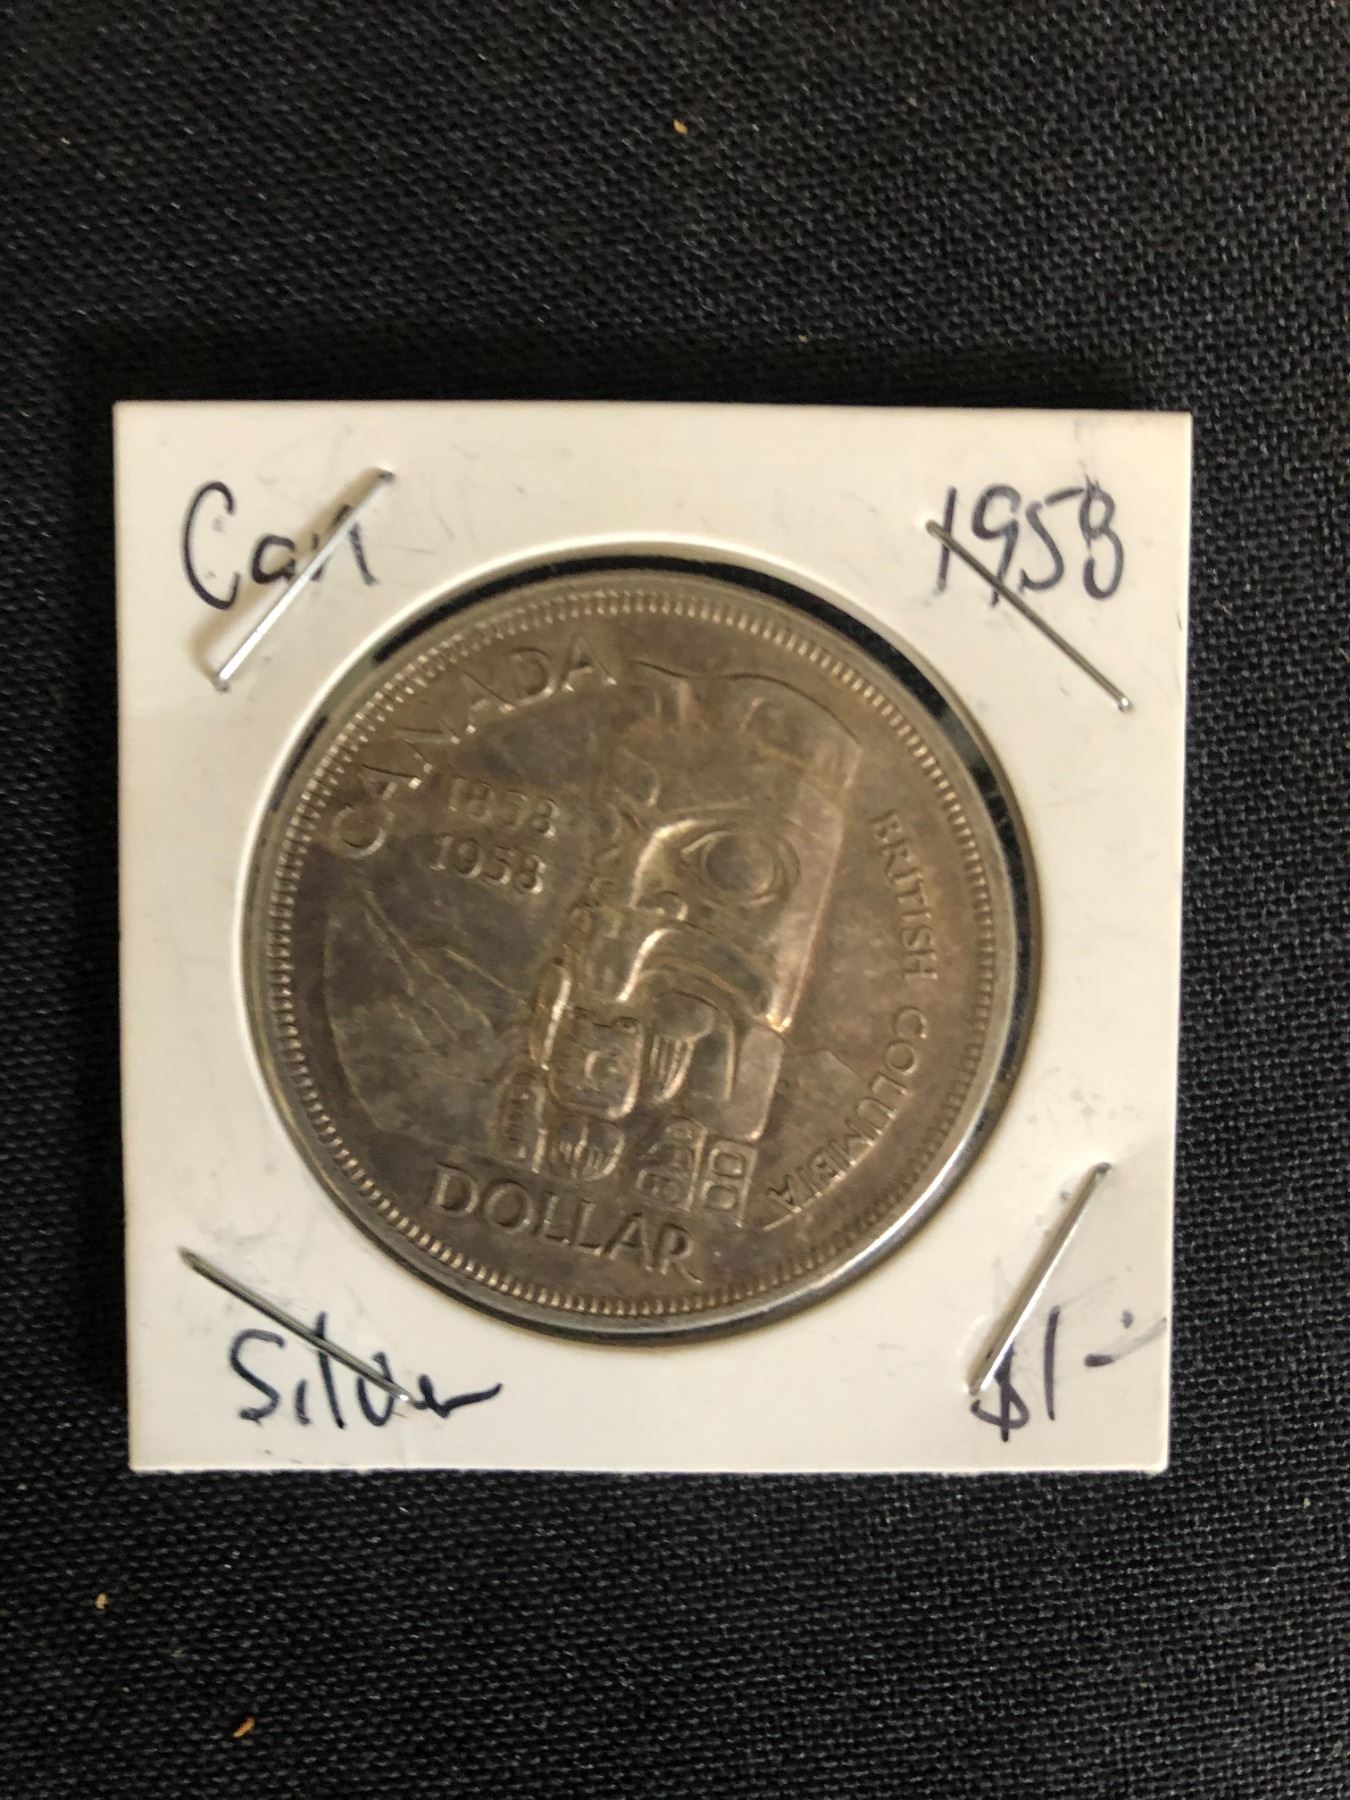 Can 1958
CANADA
1858
1958
BRITISH COLUMBIA
DOLLAR
Silver $1-